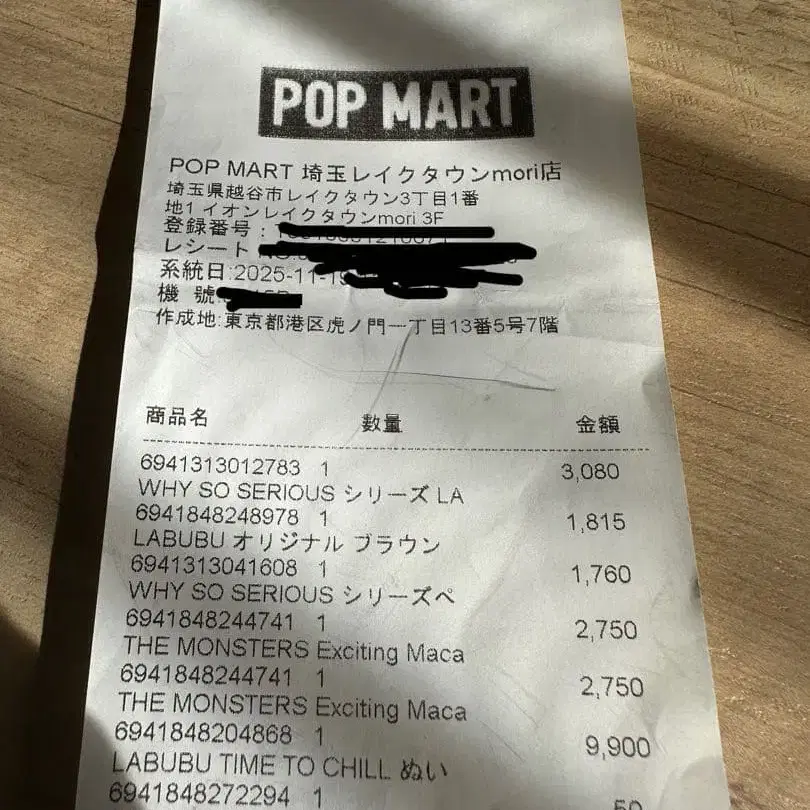 POP MART
POP MART 埼玉レイクタウンmori店
埼玉県越谷市レイクタウン3丁目1番
地1 イオンレイクタウンmori 3F
登録番号:
レシート
系統日:2025-11-
機 號:
作成地:東京都港区虎ノ門一丁目13番5号7階
商品名 数量 金額
6941313012783 1 3,080
WHY SO SERIOUS シリーズ LA
6941848248978 1 1,815
LABUBU オリジナル ブラウン
6941313041608 1 1,760
WHY SO SERIOUS シリーズペ
6941848244741 1 2,750
THE MONSTERS Exciting Maca
6941848244741 1 2,750
THE MONSTERS Exciting Maca
6941848204868 1 9,900
LABUBU TIME TO CHILL ぬい
6941848272294 1 50